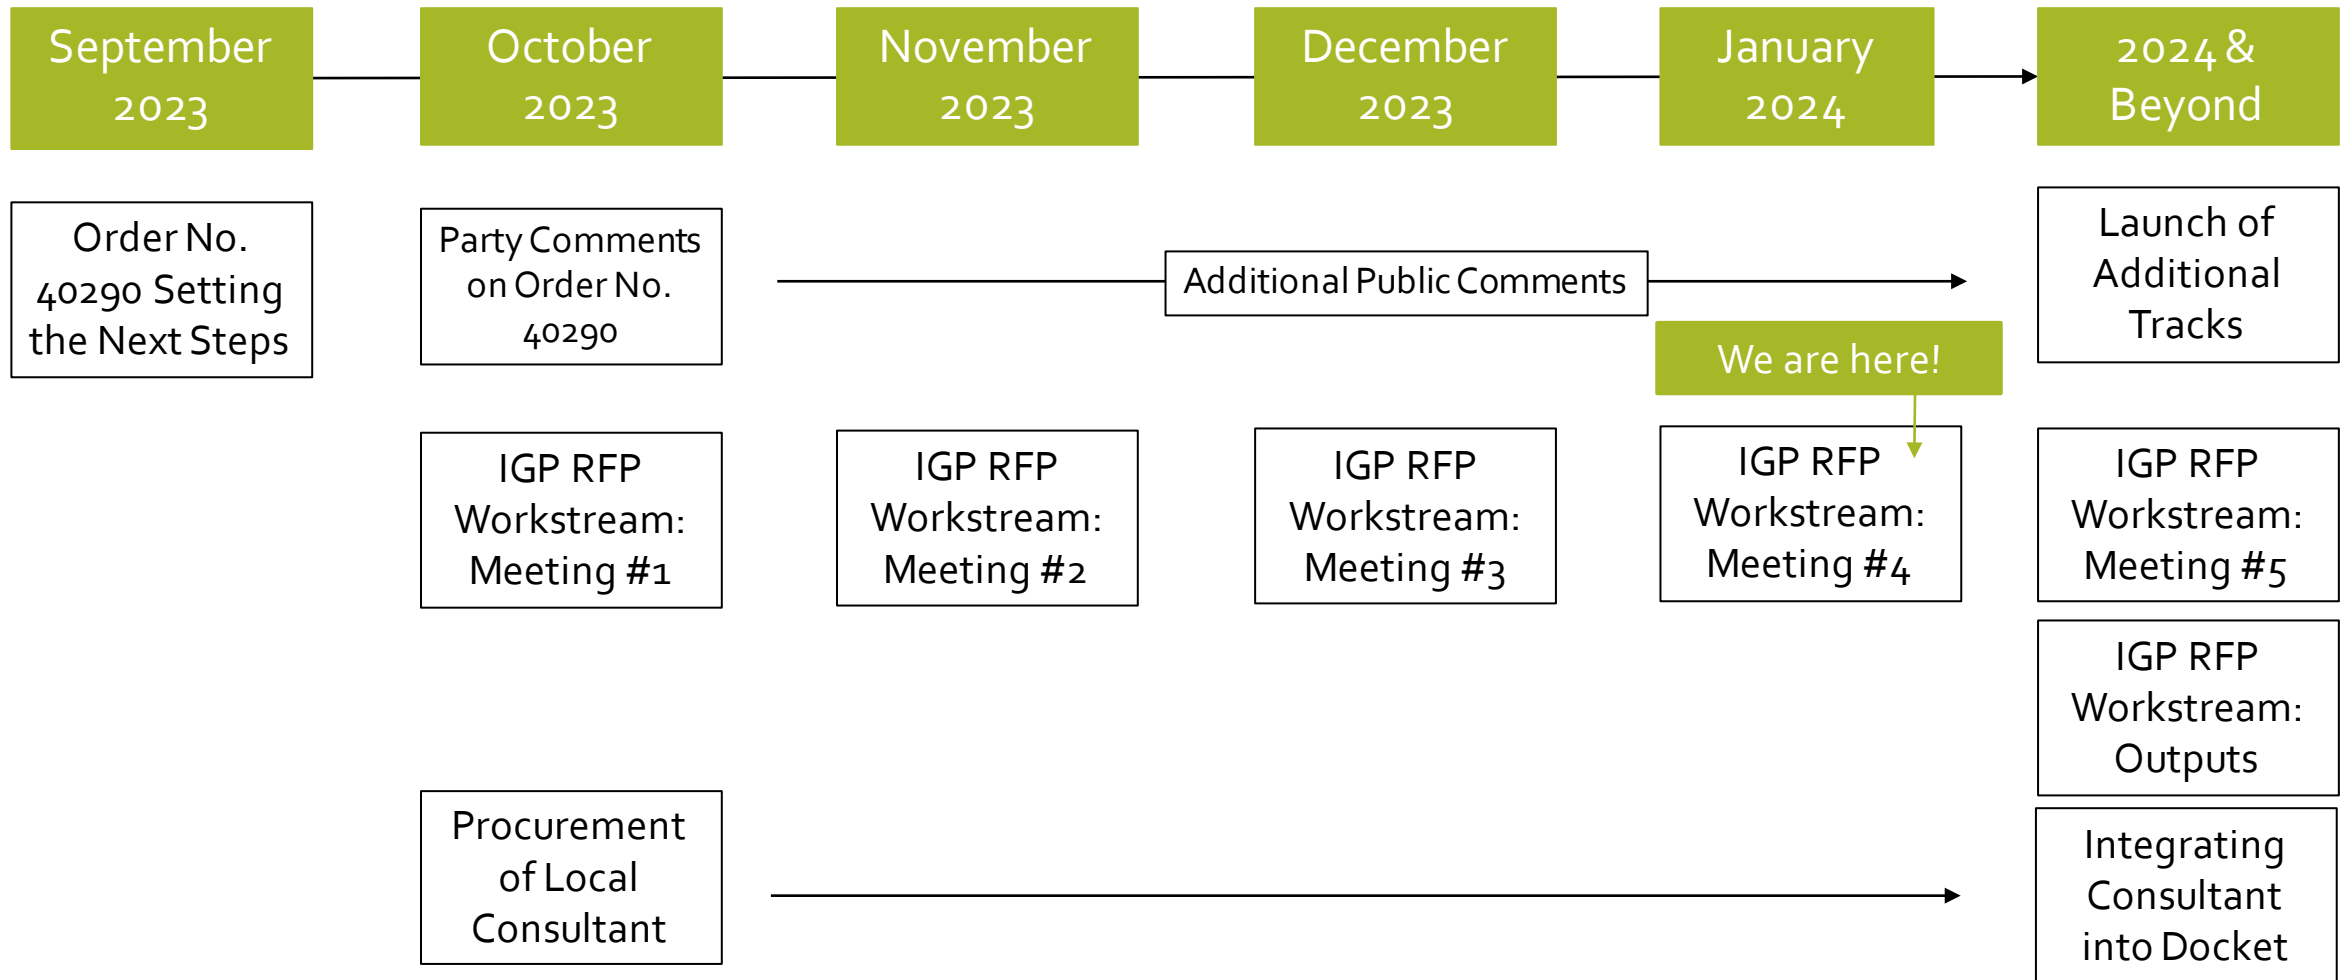 September
2023
October
2023
November
2023
December
2023
January
2024
2024 &
Beyond
Order No.
40290 Setting
the Next Steps
Party Comments
on Order No.
40290
Additional Public Comments
Launch of
Additional
Tracks
We are here!
IGP RFP
Workstream:
Meeting #1
IGP RFP
Workstream:
Meeting #2
IGP RFP
Workstream:
Meeting #3
IGP RFP
Workstream:
Meeting #4
IGP RFP
Workstream:
Meeting #5
IGP RFP
Workstream:
Outputs
Procurement
of Local
Consultant
Integrating
Consultant
into Docket